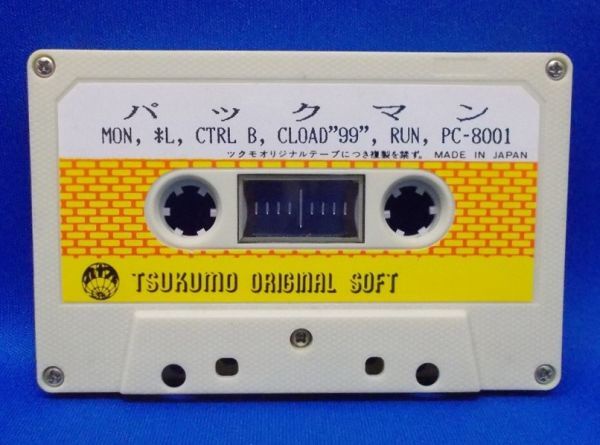 パックマン
MON, *L, CTRL B, CLOAD"99", RUN, PC-8001
ツクモオリジナルテープにつき複製を禁ず。 MADE IN JAPAN
TSUKUMO ORIGINAL SOFT